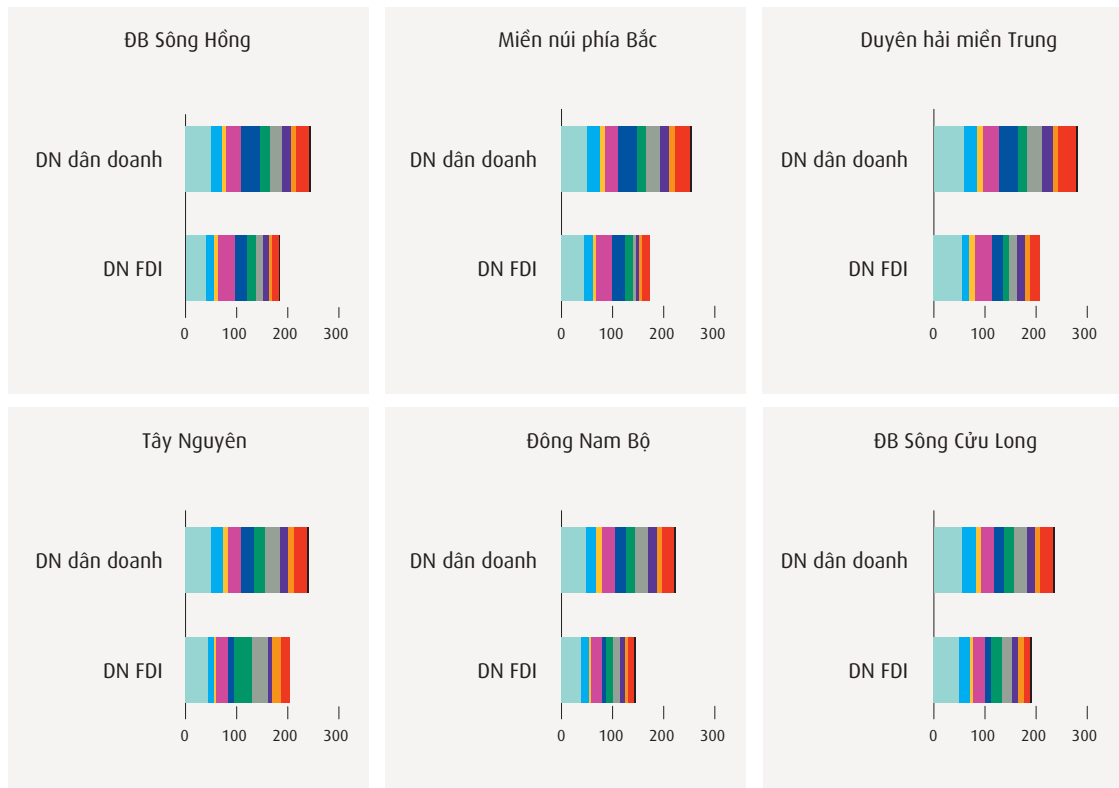 ĐB Sông Hồng
DN dân doanh
DN FDI
0 100 200 300
Miền núi phía Bắc
DN dân doanh
DN FDI
0 100 200 300
Duyên hải miền Trung
DN dân doanh
DN FDI
0 100 200 300
Tây Nguyên
DN dân doanh
DN FDI
0 100 200 300
Đông Nam Bộ
DN dân doanh
DN FDI
0 100 200 300
ĐB Sông Cửu Long
DN dân doanh
DN FDI
0 100 200 300